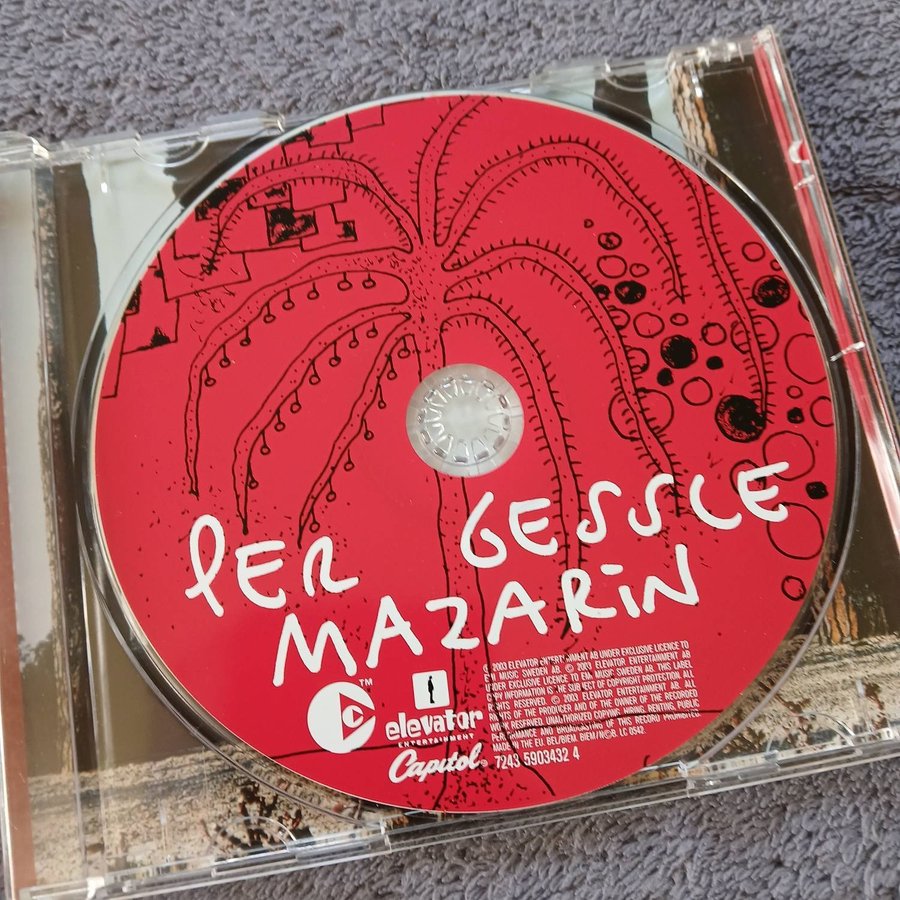 PER GESSLE
MAZARiN
TM
C
elevator
ENTERTAINMENT
Capitol®
℗ 2003 ELEVATOR ENTERTAINMENT AB UNDER EXCLUSIVE LICENCE TO
EMI MUSIC SWEDEN AB. © 2003 ELEVATOR ENTERTAINMENT AB
UNDER EXCLUSIVE LICENCE TO EMI MUSIC SWEDEN AB. THIS LABEL
COPY INFORMATION IS THE SUBJECT OF COPYRIGHT PROTECTION. ALL
RIGHTS RESERVED. © 2003 ELEVATOR ENTERTAINMENT AB. ALL
RIGHTS OF THE PRODUCER AND OF THE OWNER OF THE RECORDED
WORK RESERVED. UNAUTHORIZED COPYING, HIRING, RENTING, PUBLIC
PERFORMANCE AND BROADCASTING OF THIS RECORD PROHIBITED.
MADE IN THE EU. BEL/BIEM. BIEM/NCB. LC 0542.
7243 5903432 4